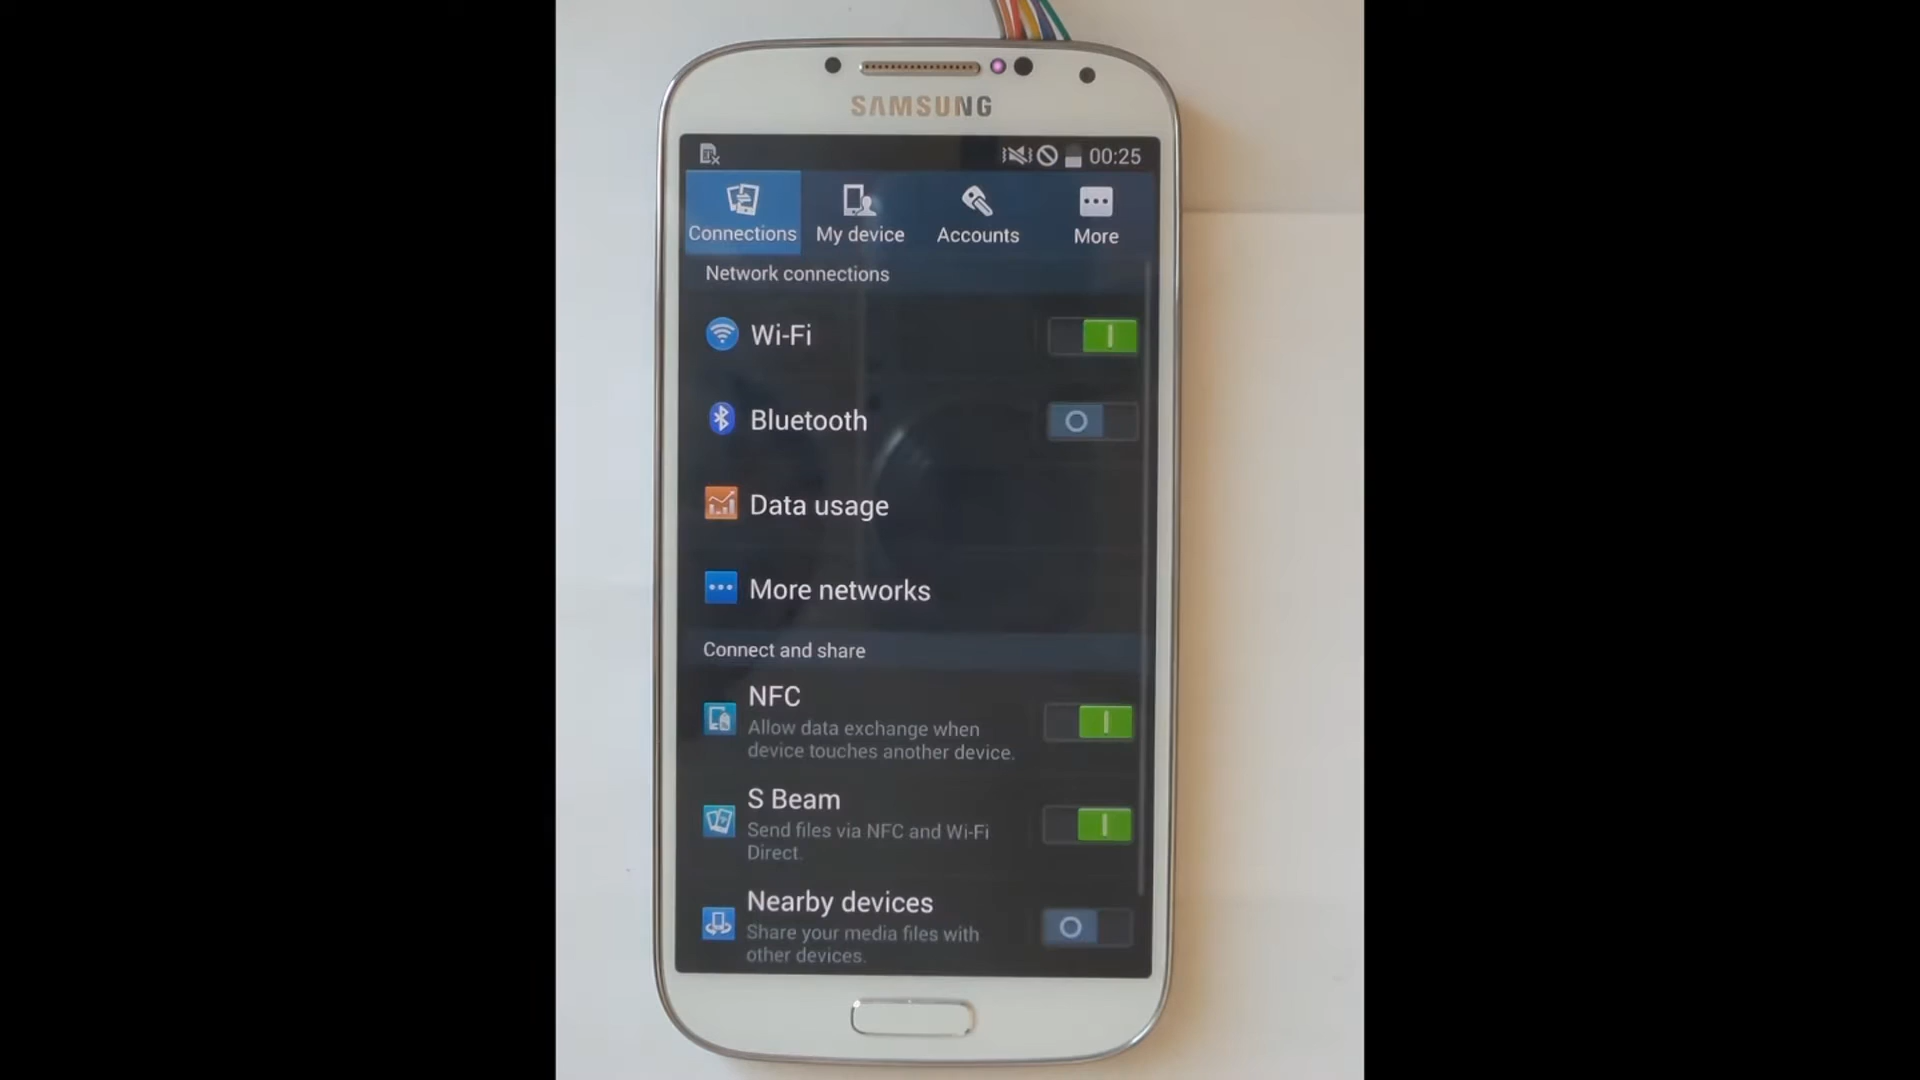 SAMSUNG
00:25
Connections My device Accounts More
Network connections
Wi-Fi
Bluetooth
Data usage
More networks
Connect and share
NFC
Allow data exchange when
device touches another device.
S Beam
Send files via NFC and Wi-Fi
Direct.
Nearby devices
Share your media files with
other devices.